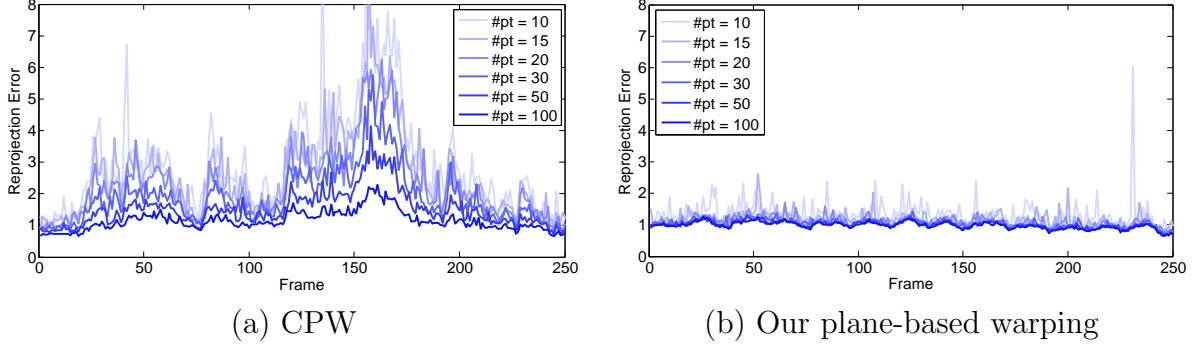 8
7
6
5
4
3
2
1
0
Reprojection Error
0 50 100 150 200 250
Frame
#pt = 10
#pt = 15
#pt = 20
#pt = 30
#pt = 50
#pt = 100
(a) CPW
8
7
6
5
4
3
2
1
0
Reprojection Error
0 50 100 150 200 250
Frame
#pt = 10
#pt = 15
#pt = 20
#pt = 30
#pt = 50
#pt = 100
(b) Our plane-based warping